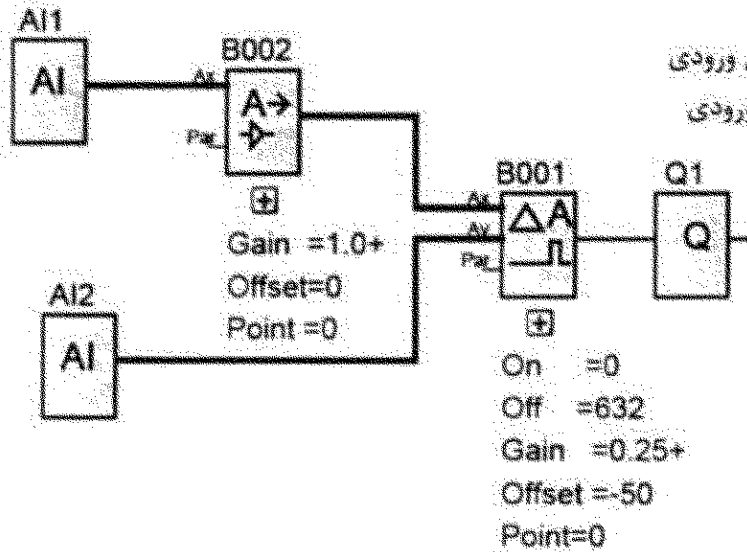 AI1
AI
B002
Ax
A→
Par
Gain =1.0+
Offset=0
Point =0
ورودی
B001
Ax
Ay
Par
△A
Q1
Q
AI2
AI
On =0
Off =632
Gain =0.25+
Offset =-50
Point=0